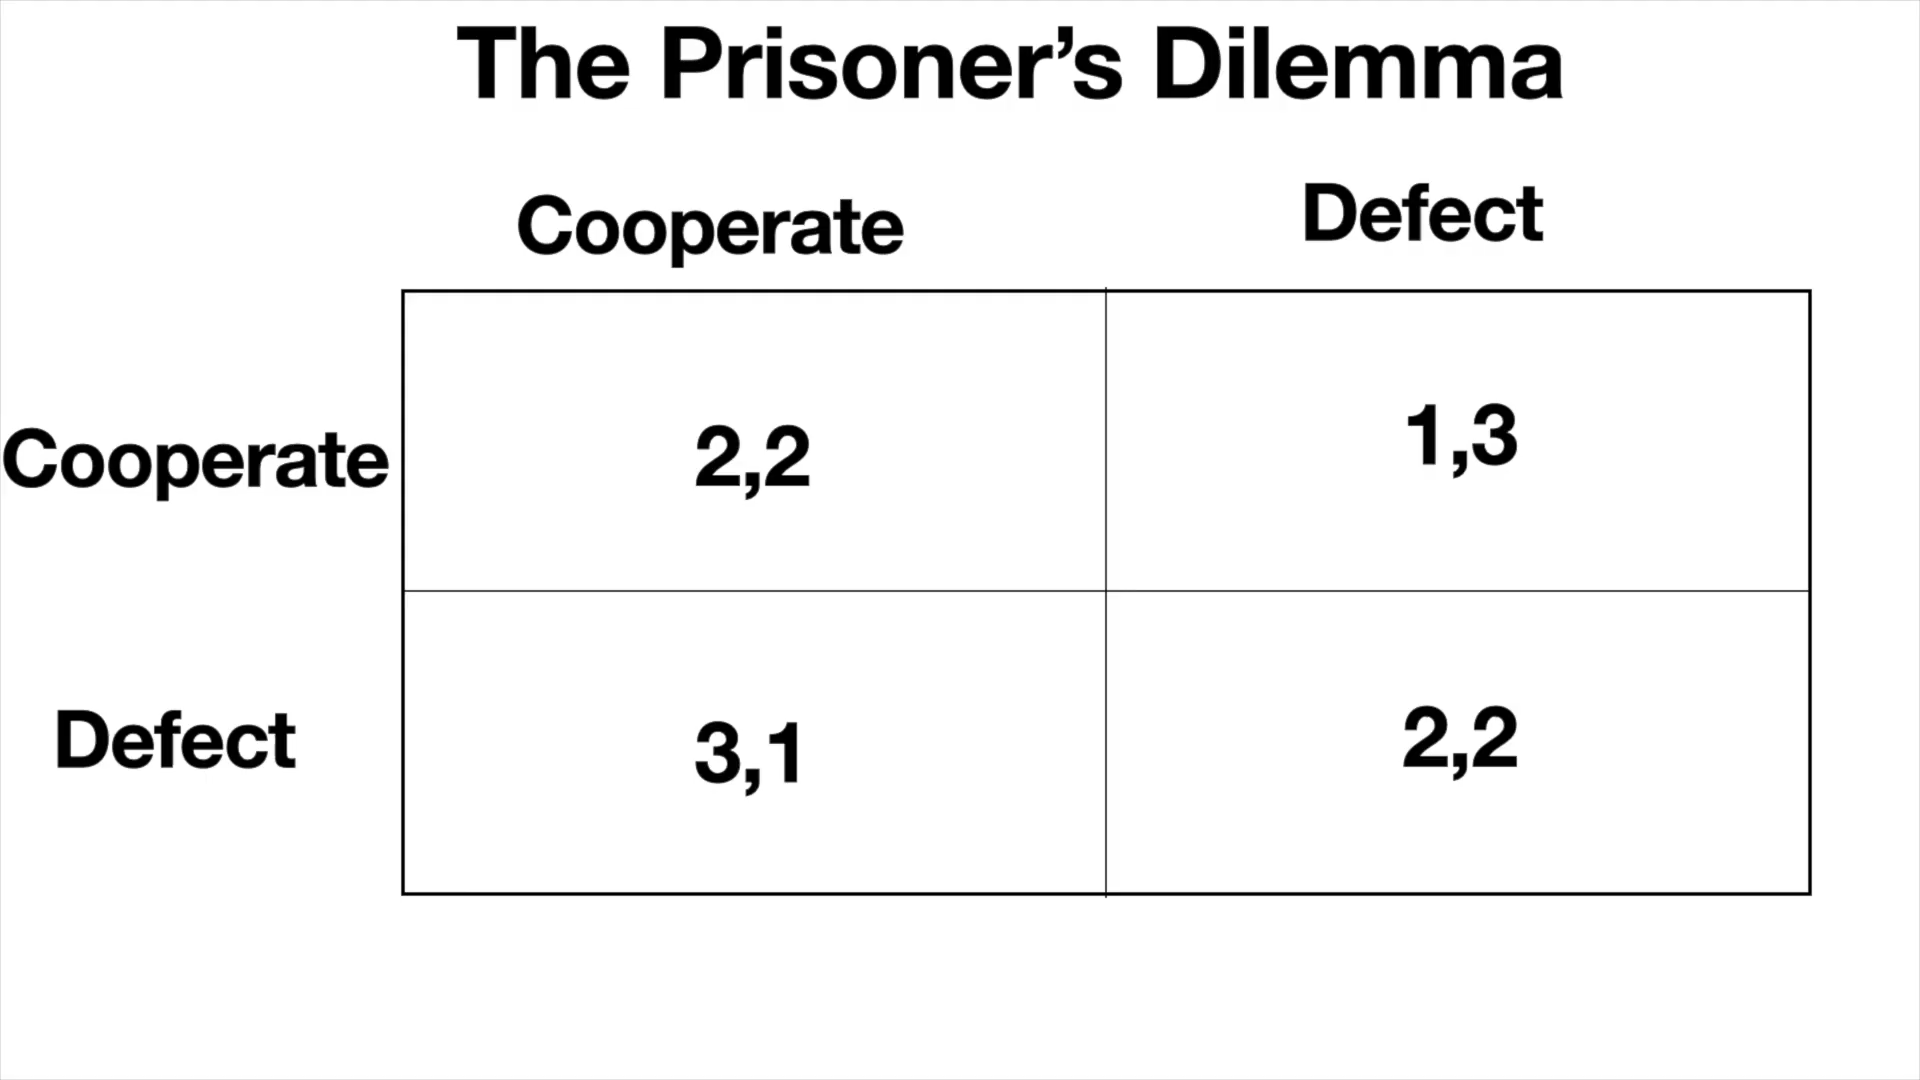 The Prisoner’s Dilemma
Cooperate Defect
Cooperate 2,2 1,3
Defect 3,1 2,2